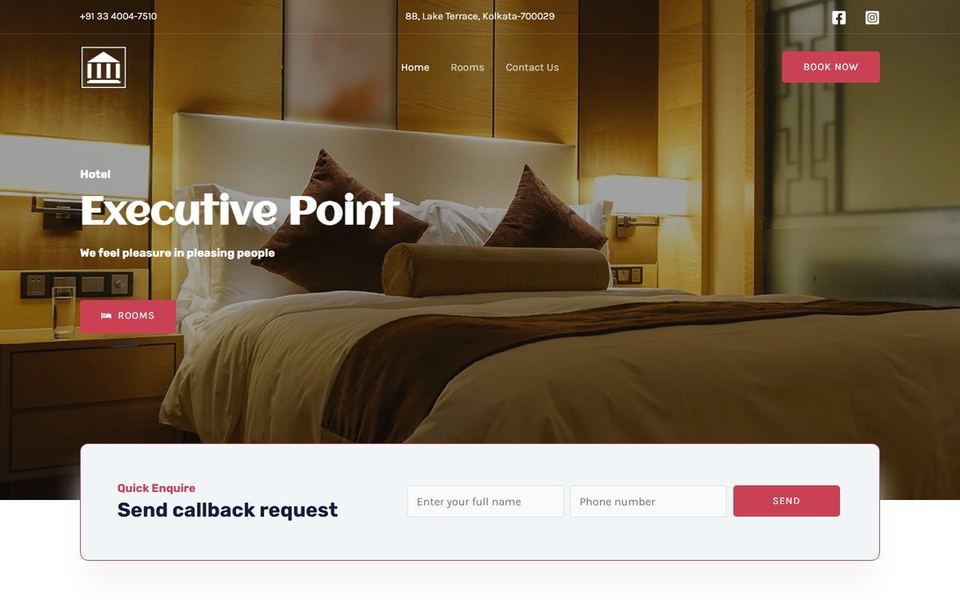 +91 33 4004-7510
8B, Lake Terrace, Kolkata-700029
Home
Rooms
Contact Us
BOOK NOW
Hotel
Executive Point
We feel pleasure in pleasing people
ROOMS
Quick Enquire
Send callback request
Enter your full name
Phone number
SEND